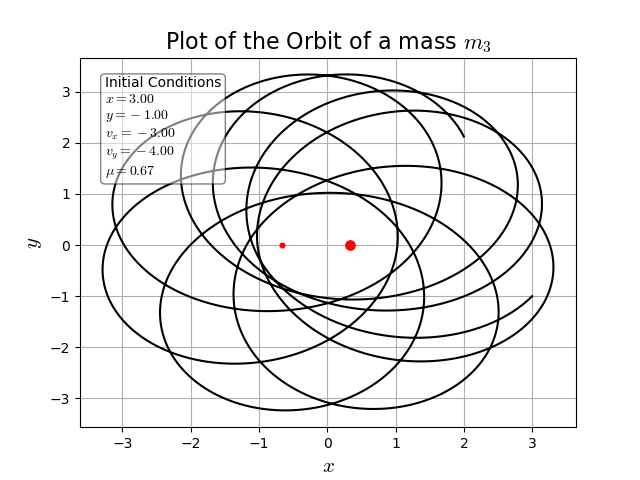 Plot of the Orbit of a mass m₃
Initial Conditions
x = 3.00
y = −1.00
vₓ = −3.00
v_y = −4.00
μ = 0.67
3
2
1
0
−1
−2
−3
y
−3
−2
−1
0
1
2
3
x